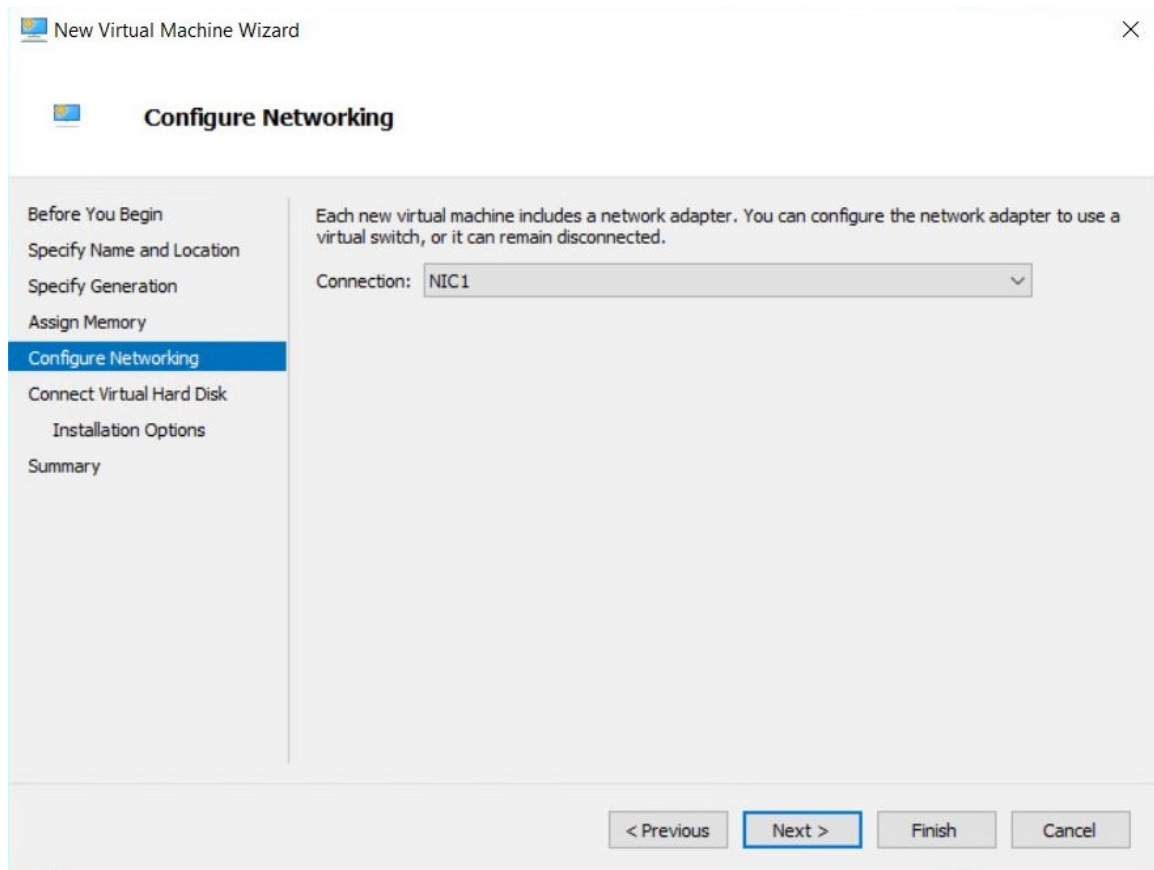 New Virtual Machine Wizard
Configure Networking
Before You Begin
Specify Name and Location
Specify Generation
Assign Memory
Configure Networking
Connect Virtual Hard Disk
Installation Options
Summary
Each new virtual machine includes a network adapter. You can configure the network adapter to use a
virtual switch, or it can remain disconnected.
Connection: NIC1
< Previous
Next >
Finish
Cancel